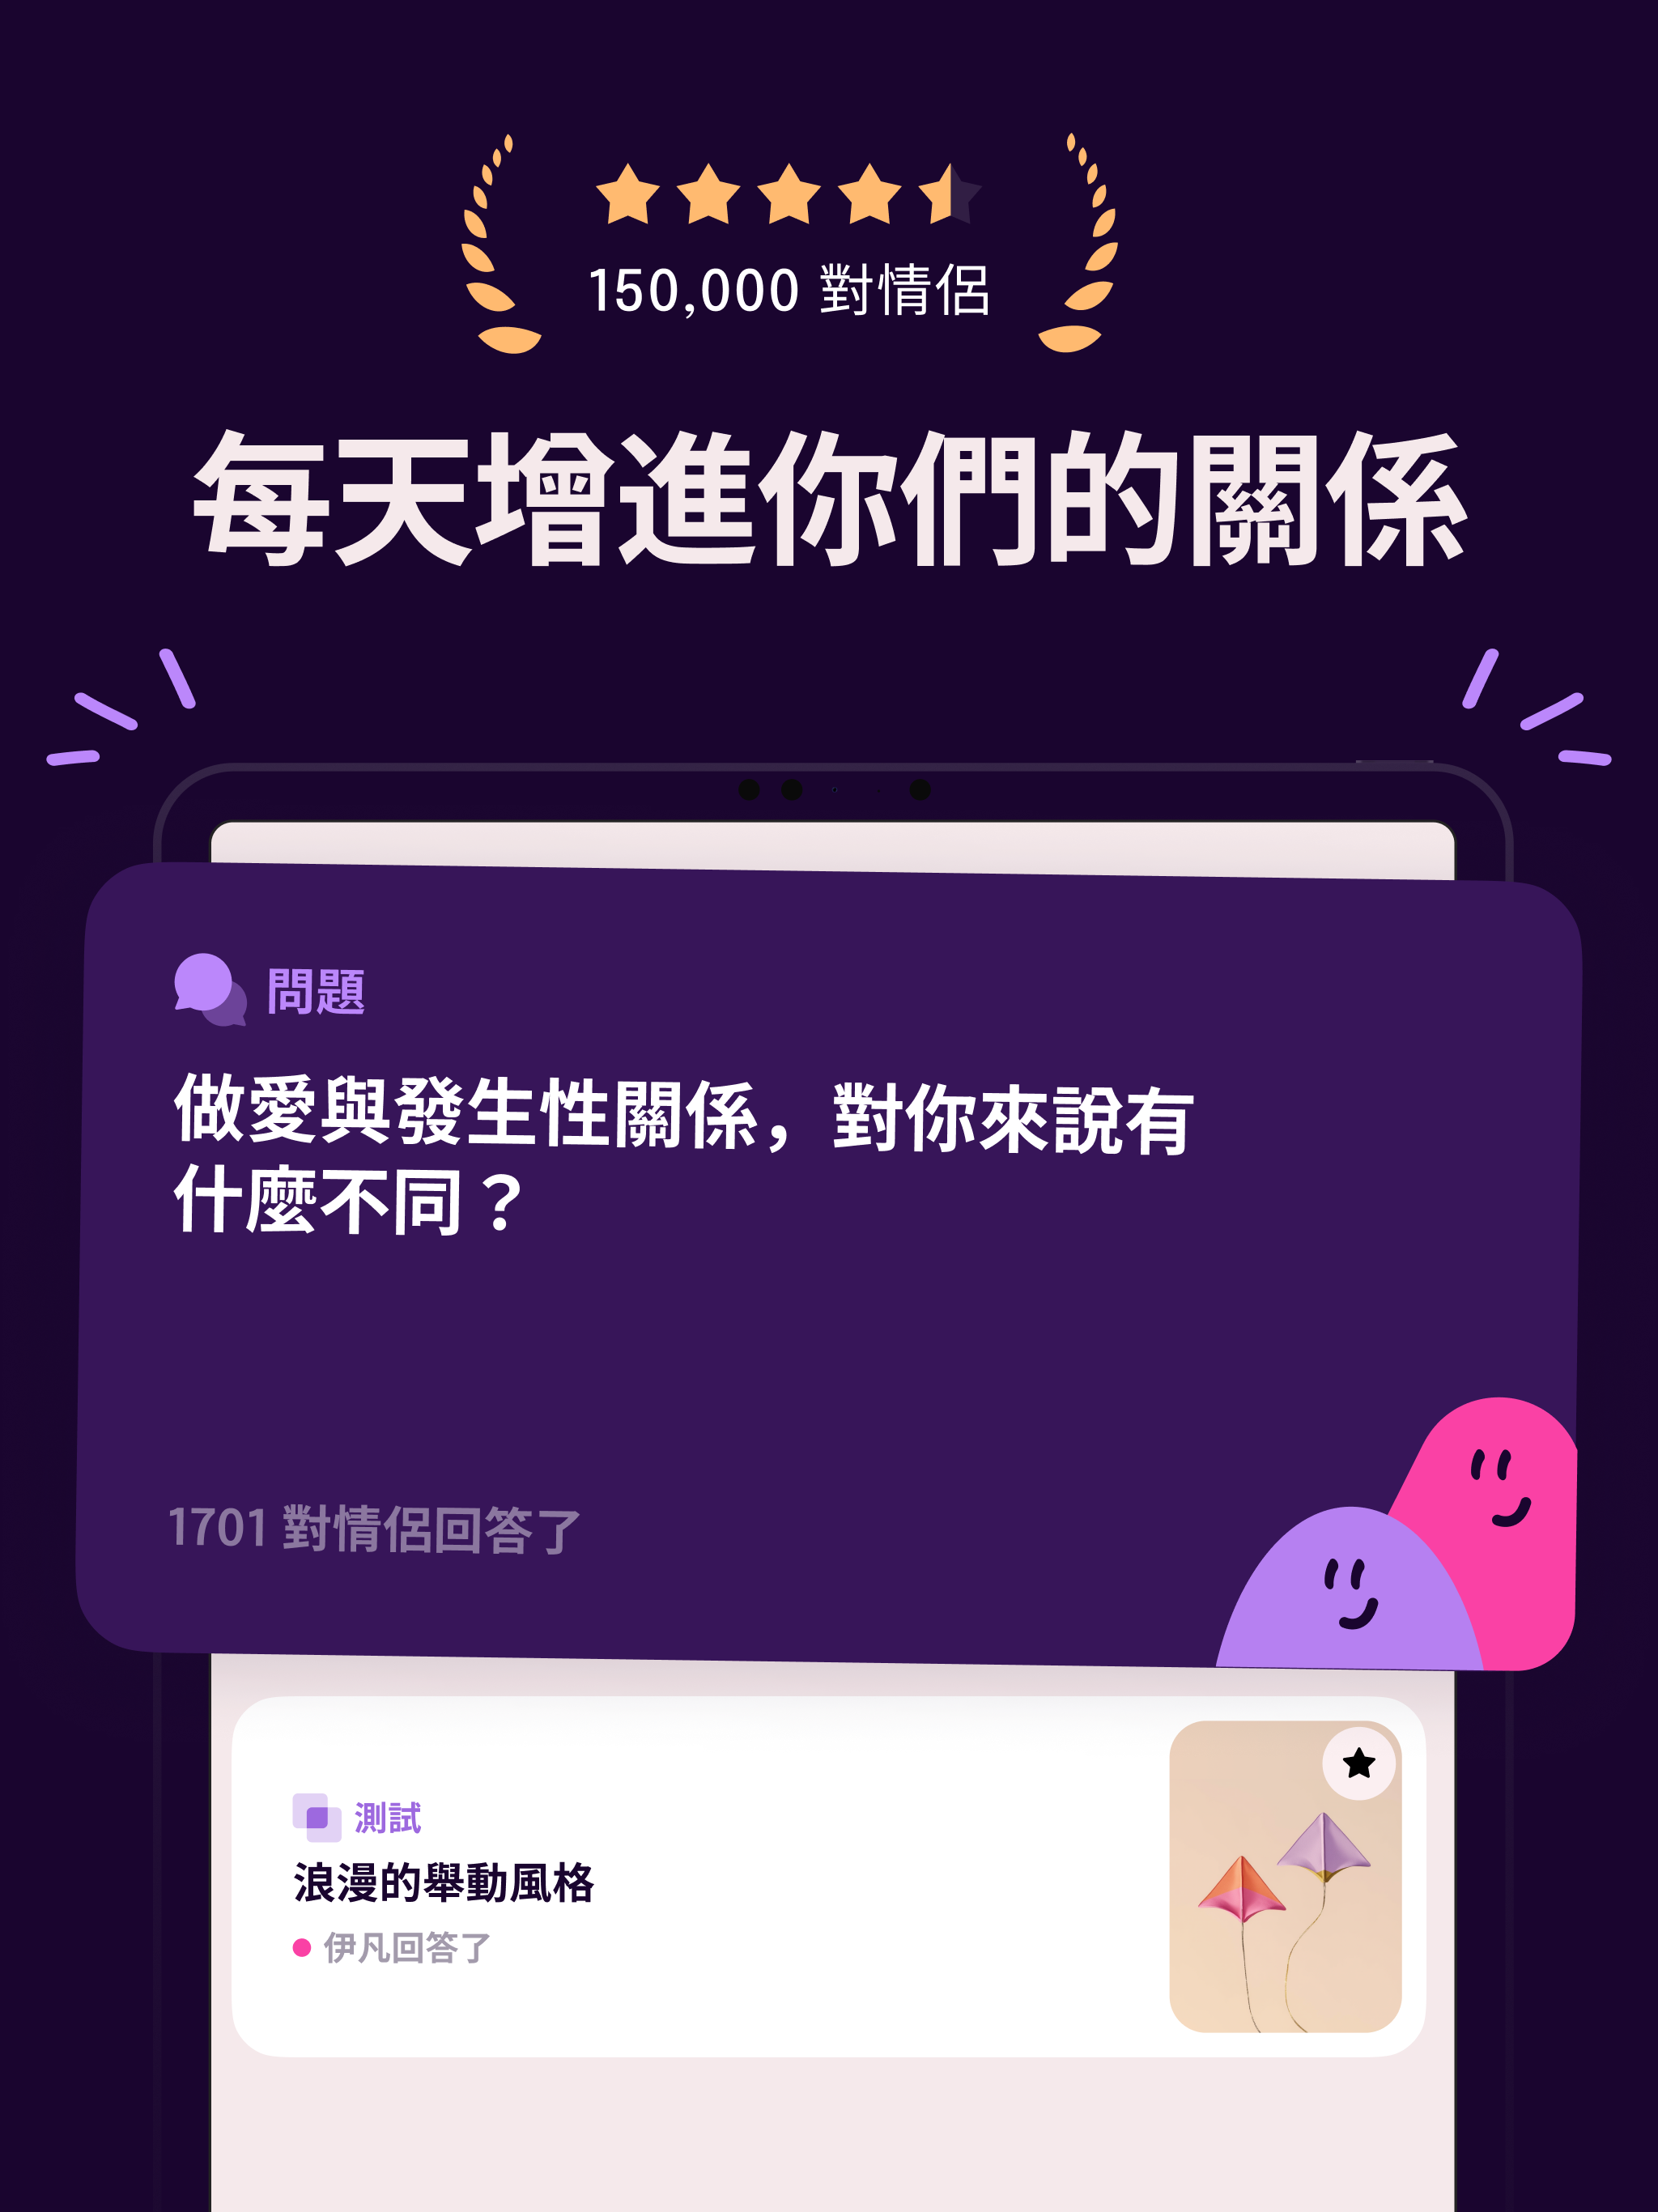 150,000 對情侶
每天增進你們的關係
問題
做愛與發生性關係，對你來說有
什麼不同？
1701 對情侶回答了
測試
浪漫的舉動風格
伊凡回答了